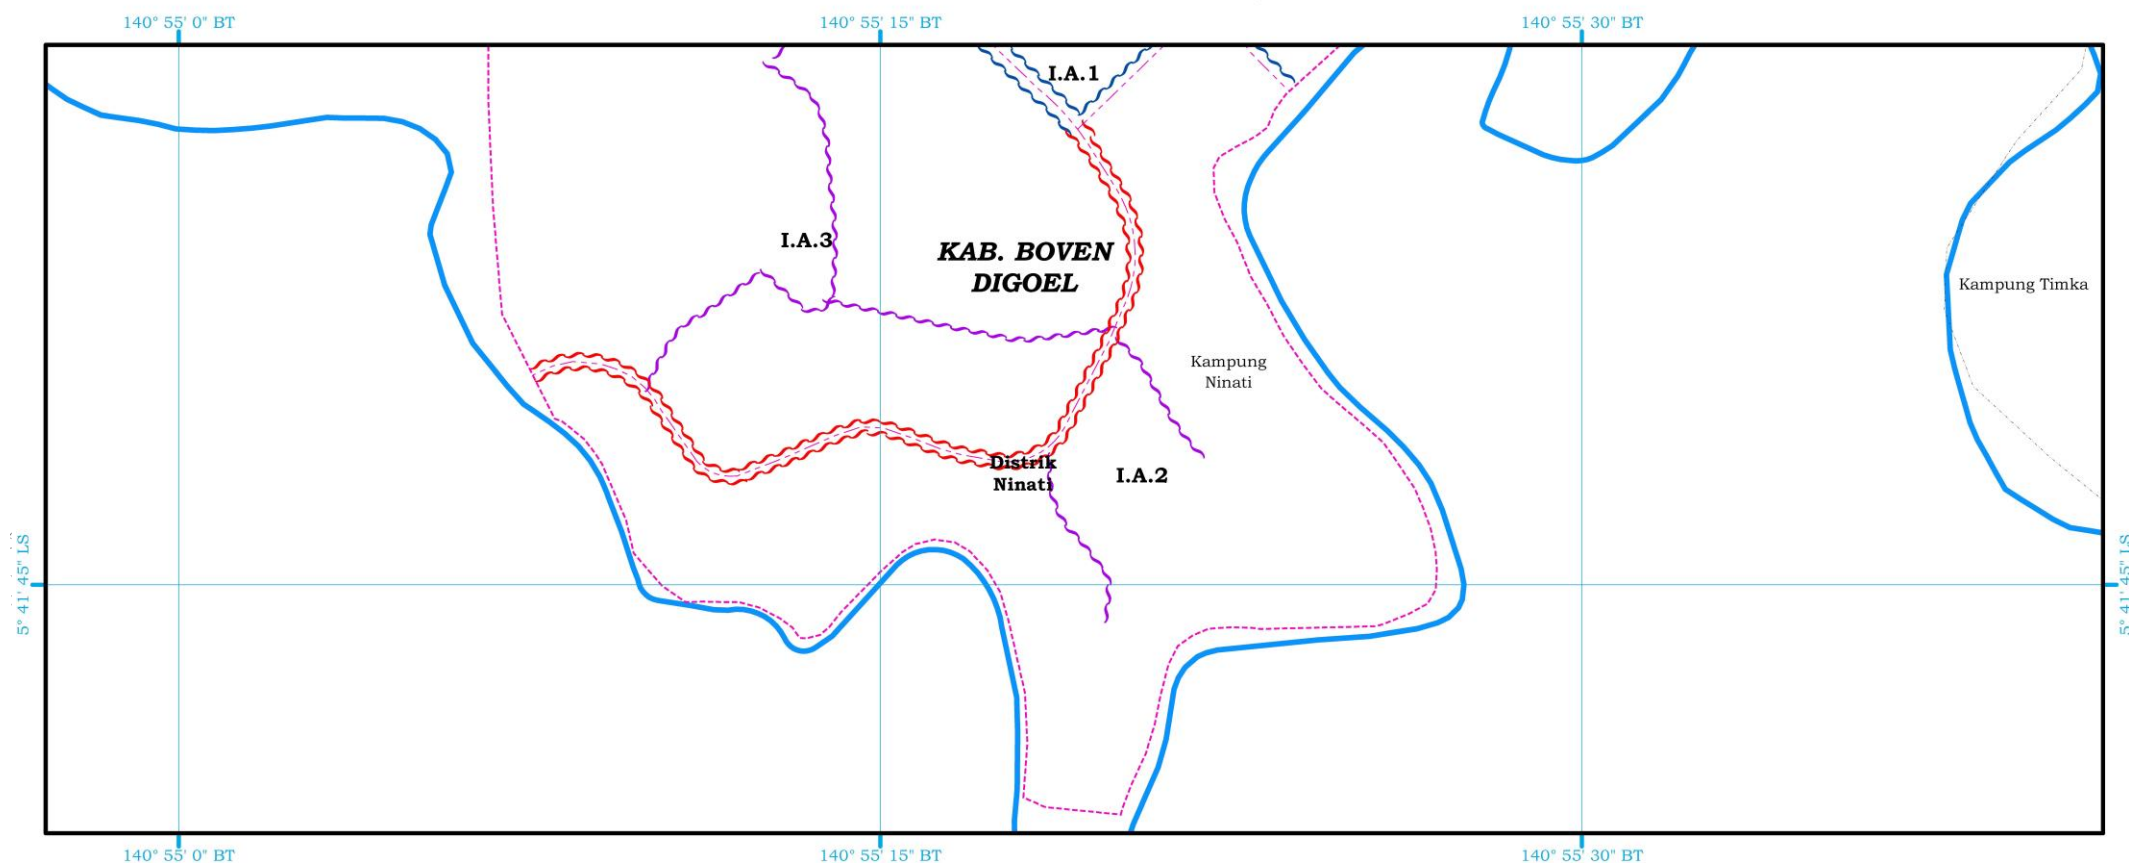 140° 55' 0" BT
140° 55' 15" BT
140° 55' 30" BT
I.A.1
I.A.3
KAB. BOVEN
DIGOEL
Kampung Timka
Kampung
Ninati
Distrik
Ninati
I.A.2
5° 41' 45" LS
5° 41' 45" LS
140° 55' 0" BT
140° 55' 15" BT
140° 55' 30" BT